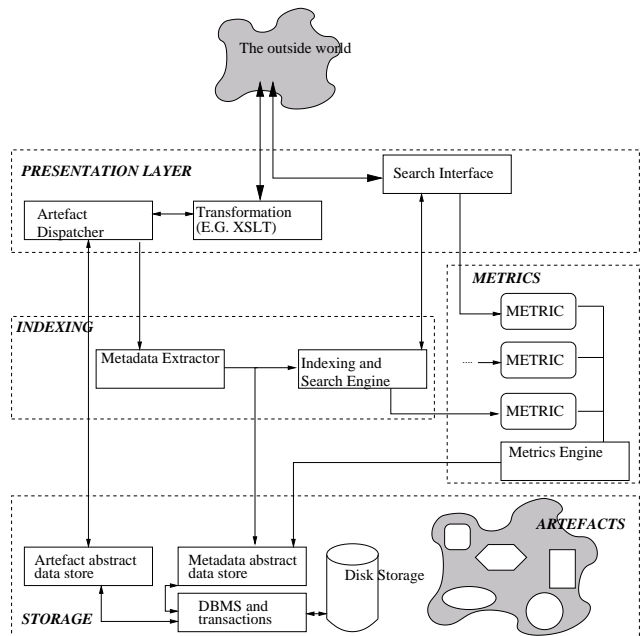 The outside world
PRESENTATION LAYER
Search Interface
Artefact
Dispatcher
Transformation
(E.G. XSLT)
METRICS
METRIC
INDEXING
Metadata Extractor
Indexing and
Search Engine
....
METRIC
METRIC
Metrics Engine
ARTEFACTS
Artefact abstract
data store
Metadata abstract
data store
Disk Storage
DBMS and
transactions
STORAGE